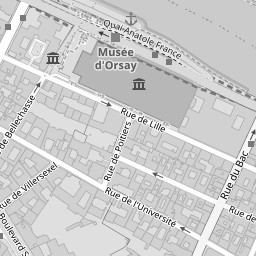 Quai Anatole France
Musée
d'Orsay
Rue de Lille
Rue de Poitiers
de Bellechasse
Rue du Bac
Rue de Villersexel
Rue de l'Université
Boulevard S